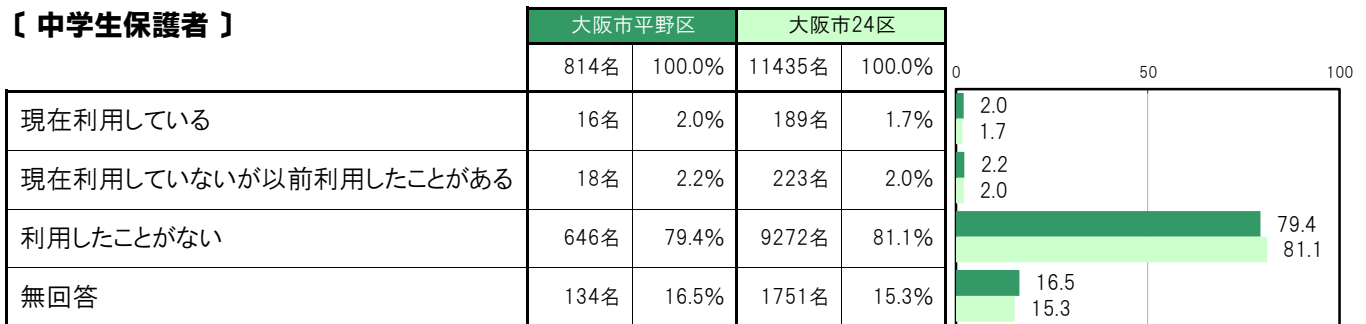 〔 中学生保護者 〕
大阪市平野区 大阪市24区
814名 100.0% 11435名 100.0%
0 50 100
現在利用している 16名 2.0% 189名 1.7%
2.0
1.7
現在利用していないが以前利用したことがある 18名 2.2% 223名 2.0%
2.2
2.0
利用したことがない 646名 79.4% 9272名 81.1%
79.4
81.1
無回答 134名 16.5% 1751名 15.3%
16.5
15.3